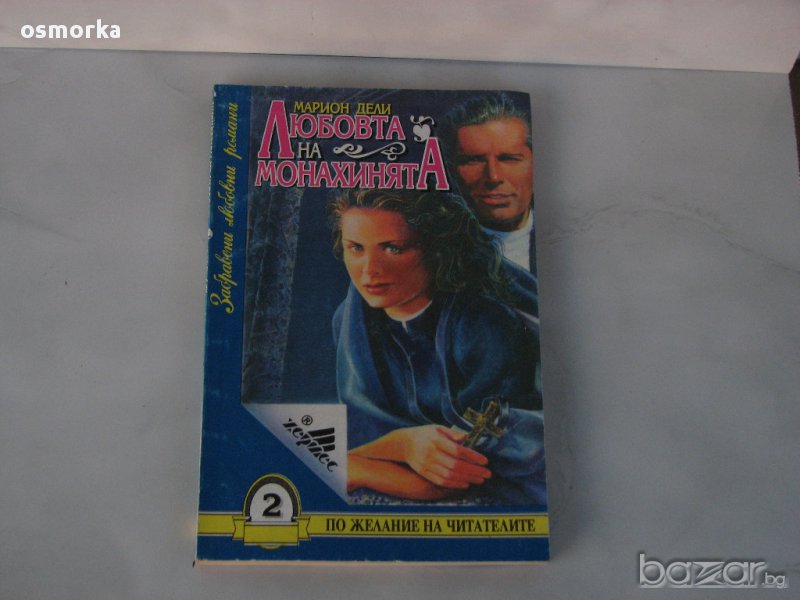 osmorka
МАРИОН ДЕЛИ
ЛЮБОВТА
НА
МОНАХИНЯТА
Забравени любовни романи
®
хермес
2
ПО ЖЕЛАНИЕ НА ЧИТАТЕЛИТЕ
bazar.bg